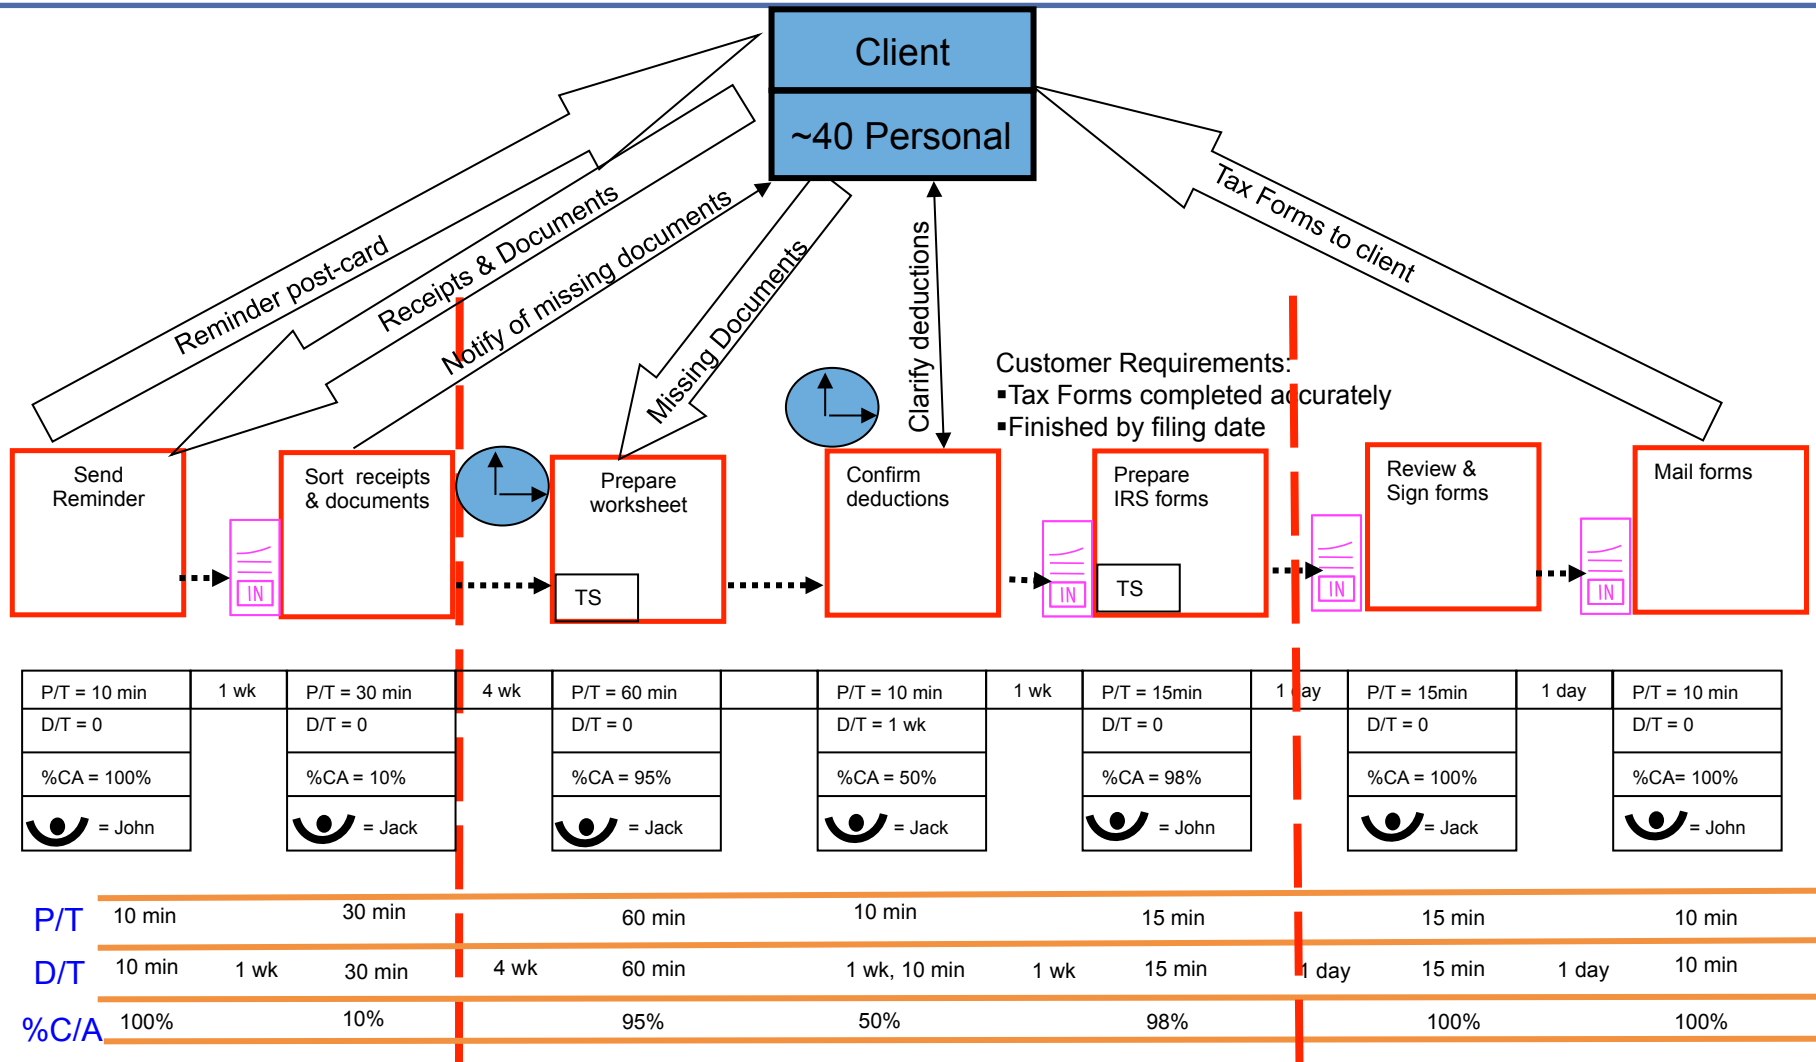 Client
~40 Personal
Reminder post-card
Receipts & Documents
Notify of missing documents
Missing Documents
Clarify deductions
Tax Forms to client
Customer Requirements:
▪Tax Forms completed accurately
▪Finished by filing date
Send
Reminder
Sort receipts
& documents
Prepare
worksheet
Confirm
deductions
Prepare
IRS forms
Review &
Sign forms
Mail forms
IN
TS
IN
TS
IN
IN
P/T = 10 min 1 wk P/T = 30 min 4 wk P/T = 60 min P/T = 10 min 1 wk P/T = 15min 1 day P/T = 15min 1 day P/T = 10 min
D/T = 0 D/T = 0 D/T = 0 D/T = 1 wk D/T = 0 D/T = 0 D/T = 0
%CA = 100% %CA = 10% %CA = 95% %CA = 50% %CA = 98% %CA = 100% %CA= 100%
= John = Jack = Jack = Jack = John = Jack = John
P/T 10 min 30 min 60 min 10 min 15 min 15 min 10 min
D/T 10 min 1 wk 30 min 4 wk 60 min 1 wk, 10 min 1 wk 15 min 1 day 15 min 1 day 10 min
%C/A 100% 10% 95% 50% 98% 100% 100%